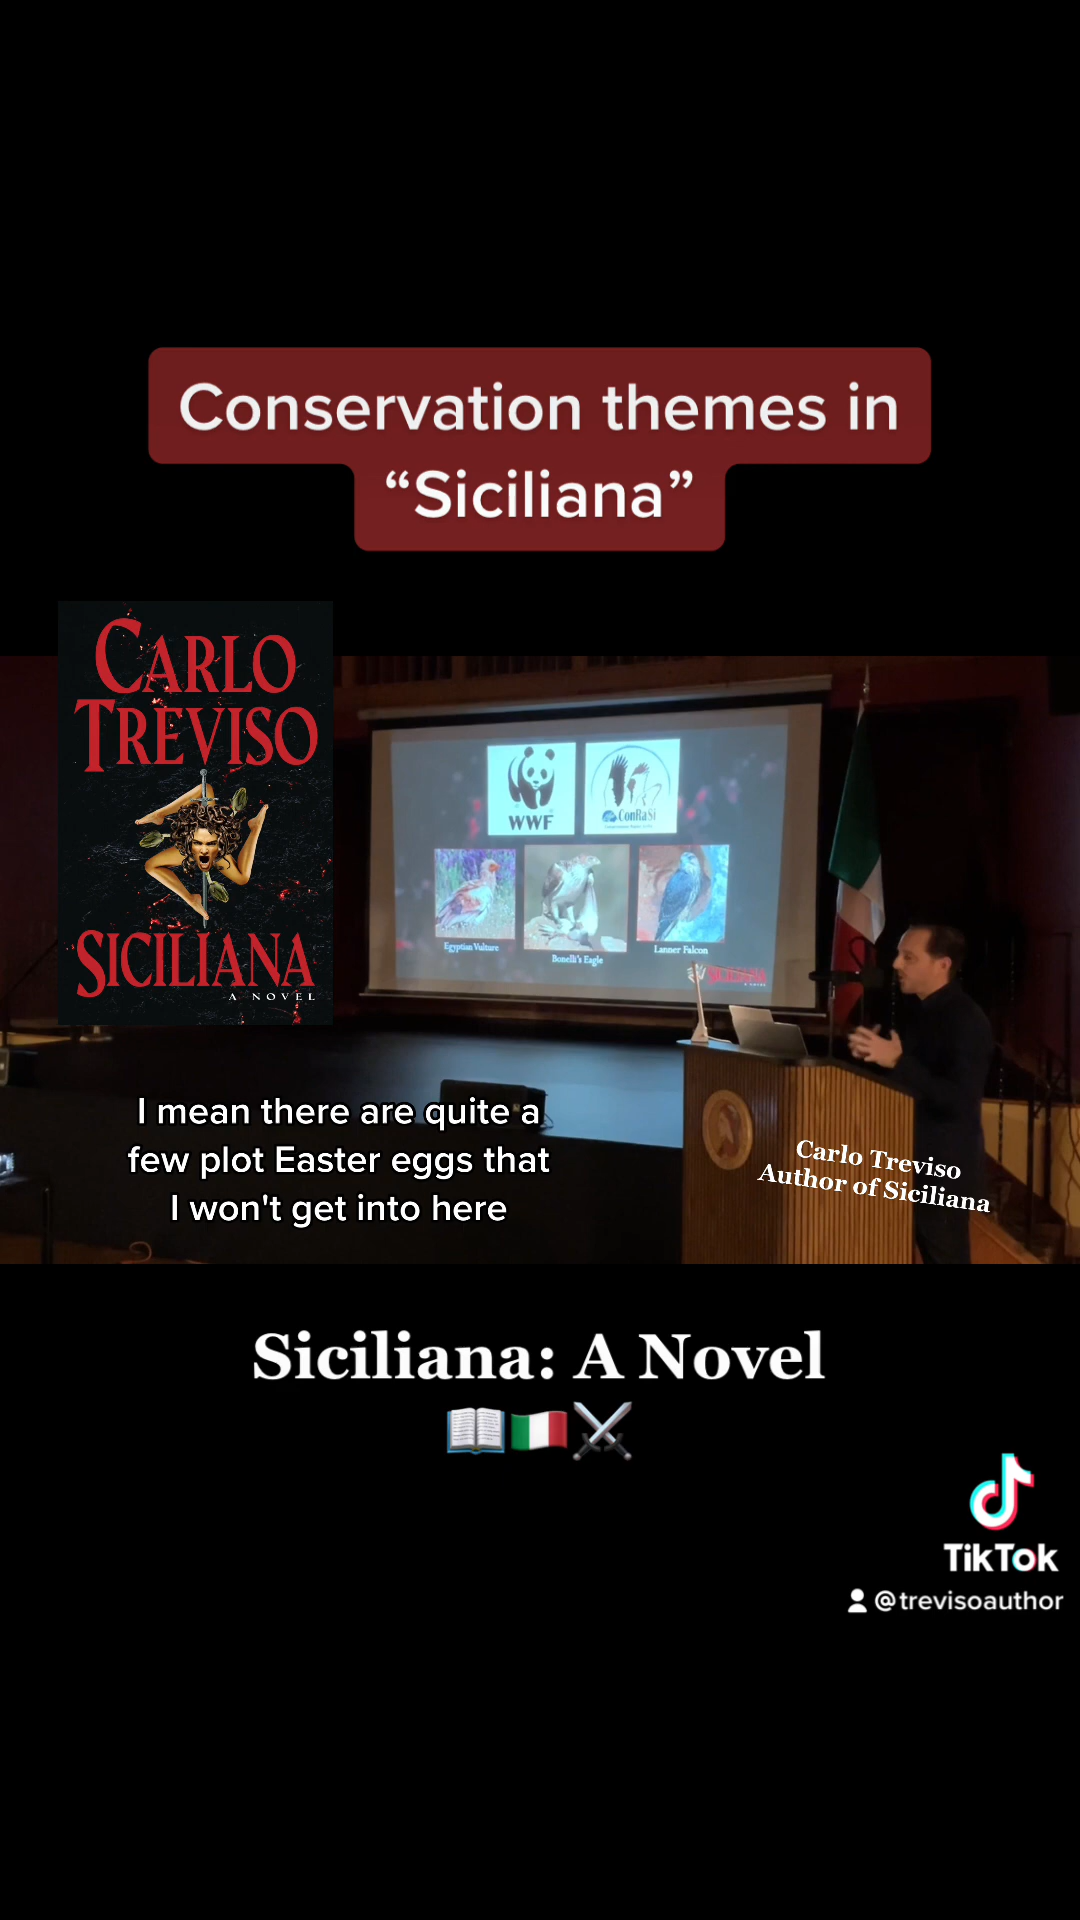 Conservation themes in
“Siciliana”
CARLO
TREVISO
SICILIANA
A NOVEL
WWF
ConRaSi
Egyptian Vulture
Bonelli's Eagle
Lanner Falcon
SICILIANA
I mean there are quite a
few plot Easter eggs that
I won't get into here
Carlo Treviso
Author of Siciliana
Siciliana: A Novel
TikTok
@trevisoauthor